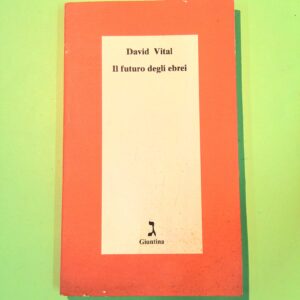 David Vital
Il futuro degli ebrei
ג
Giuntina